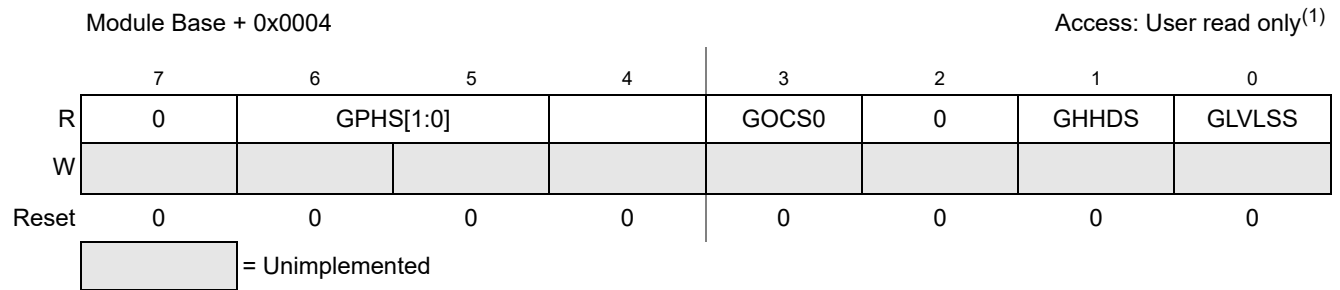 Module Base + 0x0004 Access: User read only(1)
7 6 5 4 3 2 1 0
R 0 GPHS[1:0] GOCS0 0 GHHDS GLVLSS
W
Reset 0 0 0 0 0 0 0 0
= Unimplemented